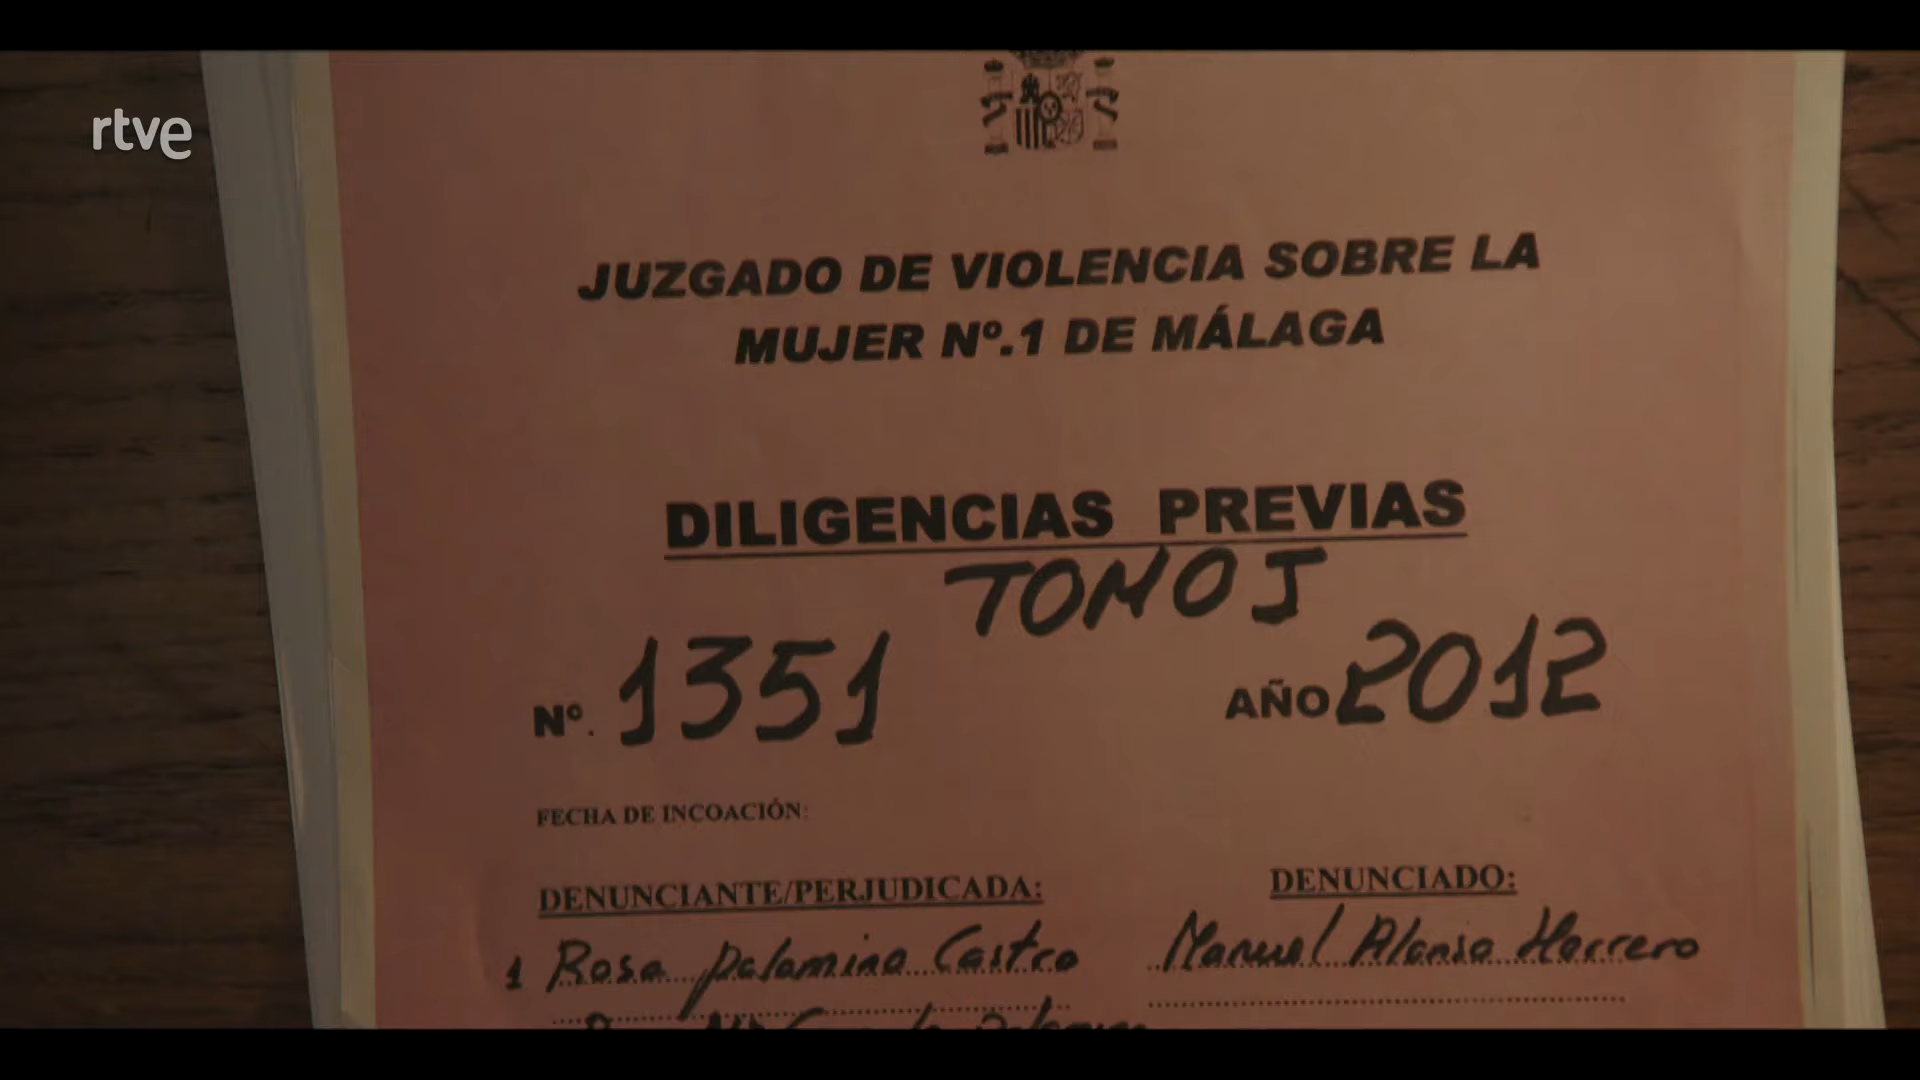 rtve
JUZGADO DE VIOLENCIA SOBRE LA
MUJER Nº.1 DE MÁLAGA
DILIGENCIAS PREVIAS
TOMO I
Nº. 1351
AÑO 2012
FECHA DE INCOACIÓN:
DENUNCIANTE/PERJUDICADA:
DENUNCIADO:
1 Rosa Palomino Castro
Manuel Alonso Herrero